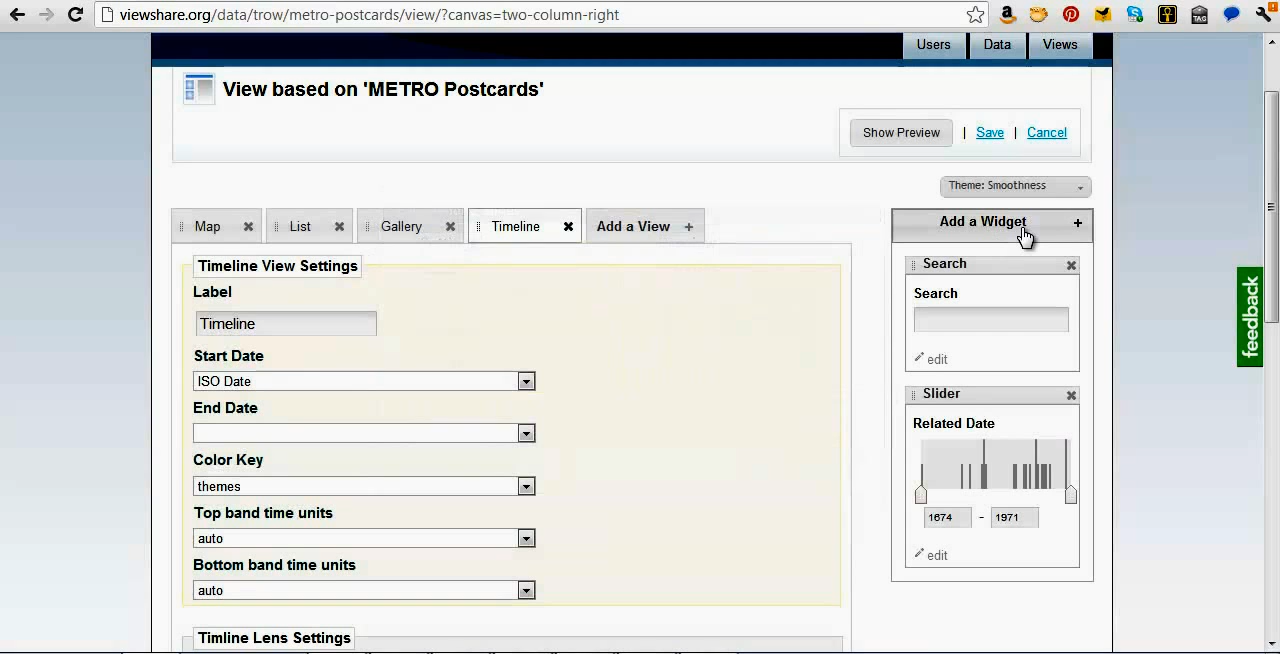 viewshare.org/data/trow/metro-postcards/view/?canvas=two-column-right
TAG
Users Data Views
View based on 'METRO Postcards'
Show Preview | Save | Cancel
Theme: Smoothness
Map List Gallery Timeline Add a View +
Add a Widget +
Timeline View Settings
Label
Timeline
Start Date
ISO Date
End Date
Color Key
themes
Top band time units
auto
Bottom band time units
auto
Timline Lens Settings
Search
Search
edit
Slider
Related Date
1674 - 1971
edit
feedback